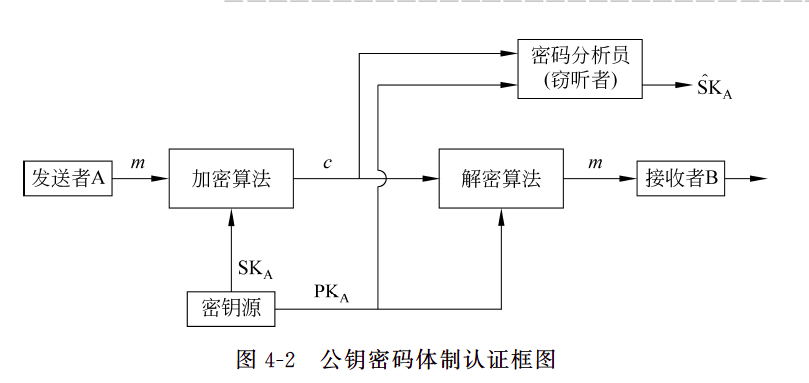 密码分析员
(窃听者)
ŜK_A
发送者A
m
加密算法
c
解密算法
m
接收者B
SK_A
密钥源
PK_A
图 4-2 公钥密码体制认证框图